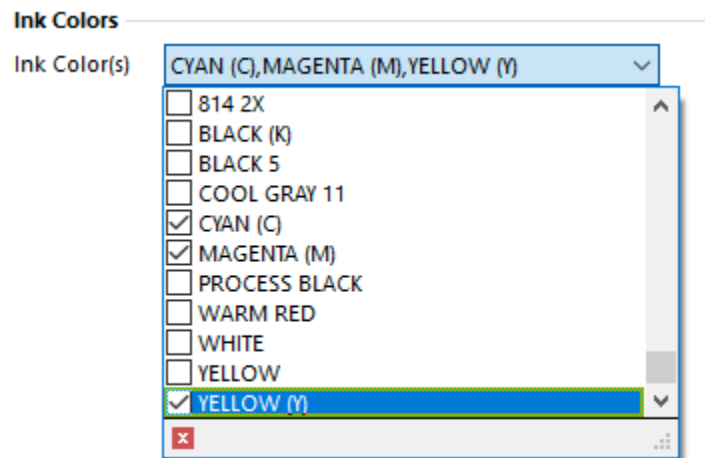 Ink Colors
Ink Color(s)
CYAN (C),MAGENTA (M),YELLOW (Y)
814 2X
BLACK (K)
BLACK 5
COOL GRAY 11
CYAN (C)
MAGENTA (M)
PROCESS BLACK
WARM RED
WHITE
YELLOW
YELLOW (Y)